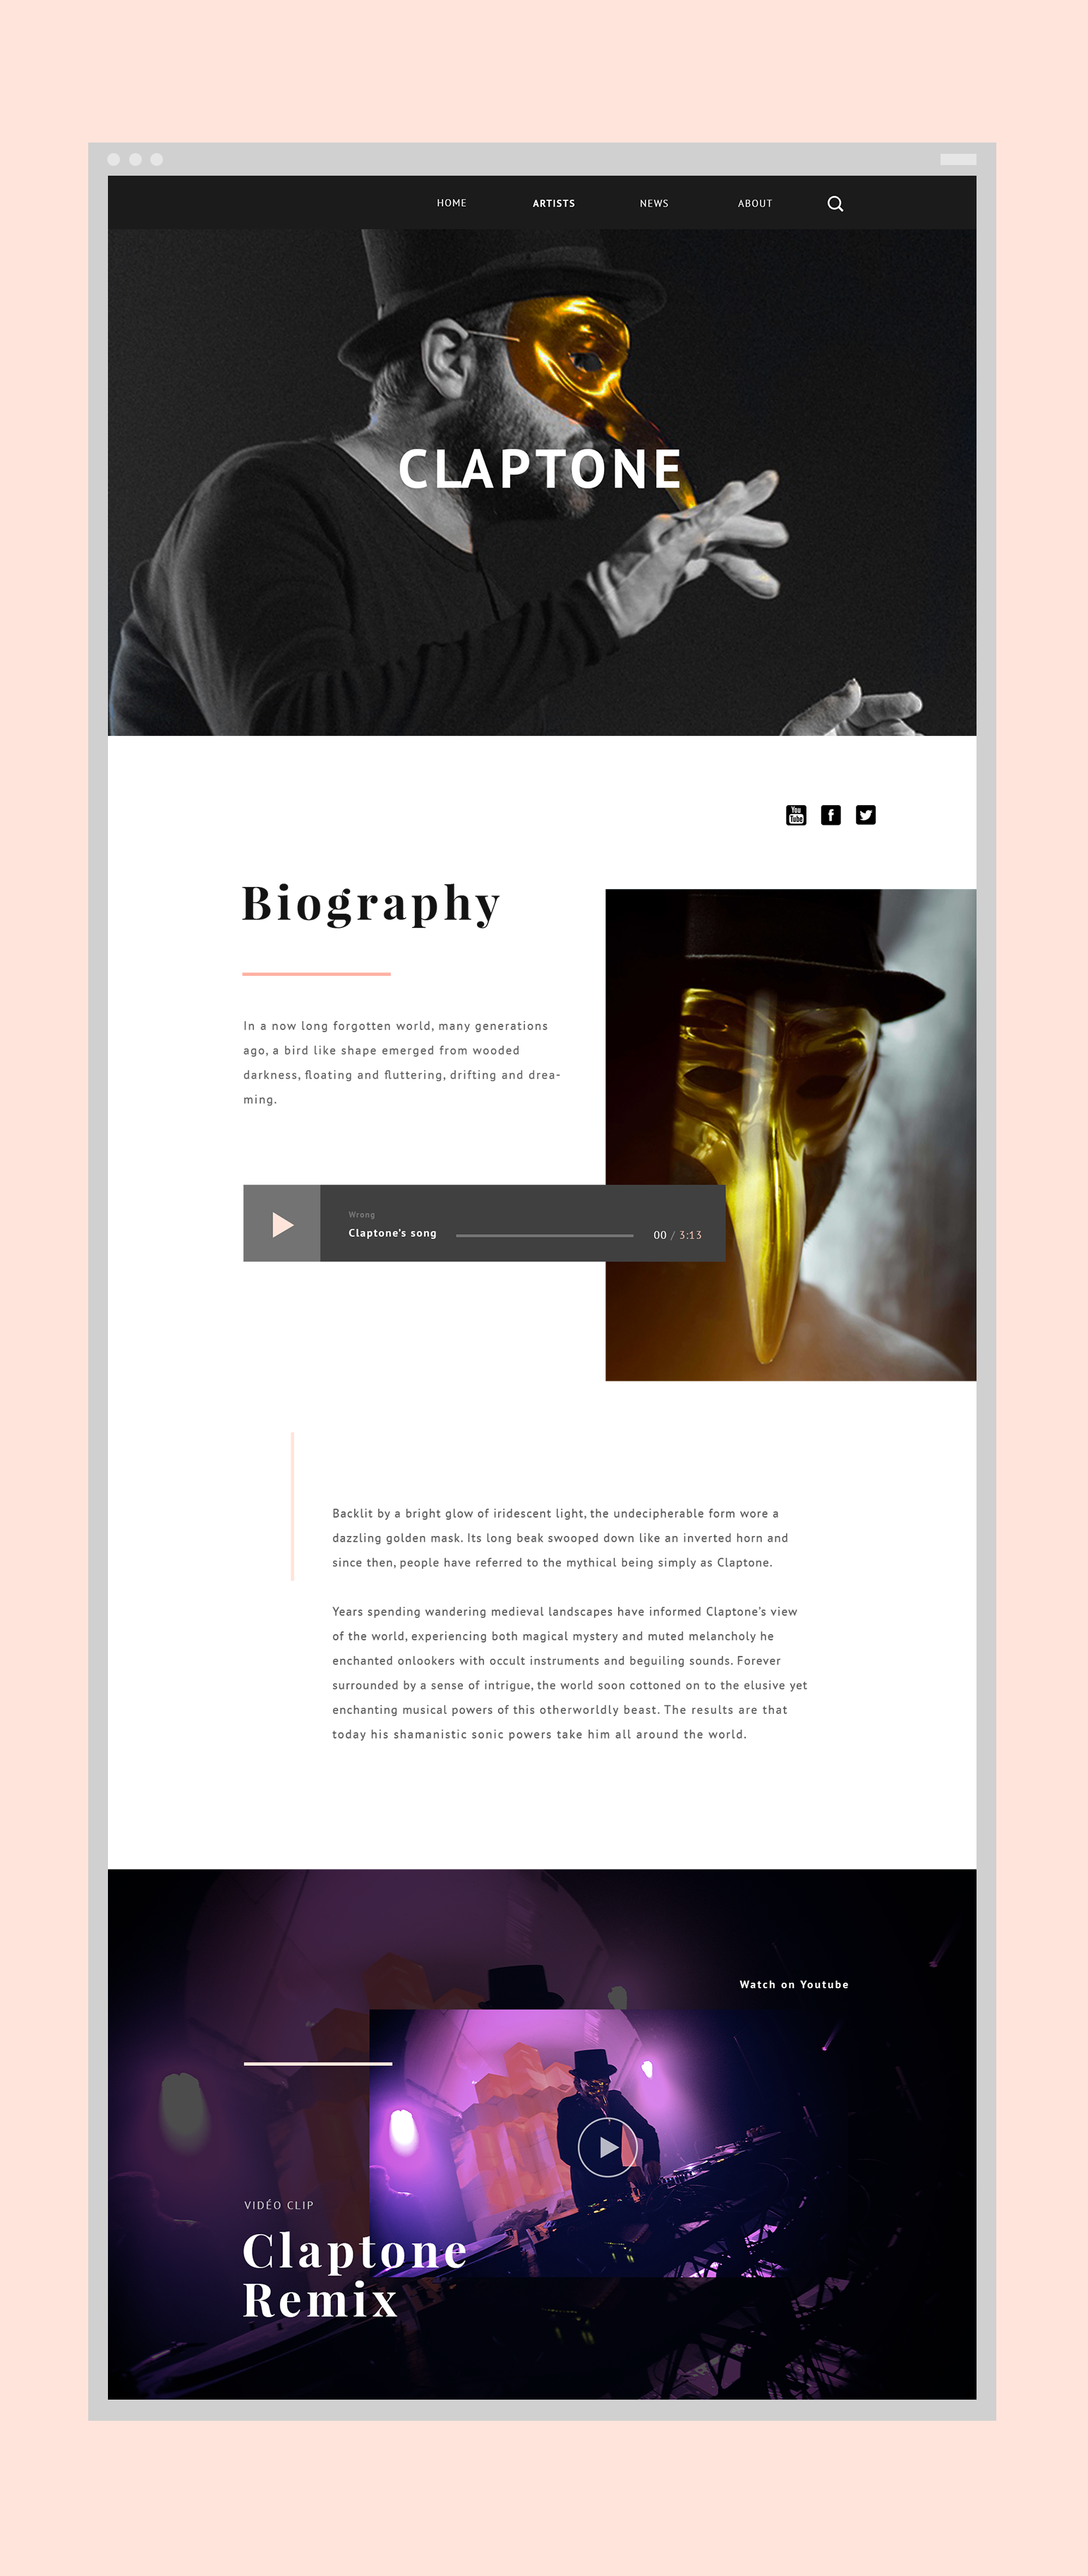 HOME ARTISTS NEWS ABOUT
CLAPTONE
You Tube f
Biography
In a now long forgotten world, many generations
ago, a bird like shape emerged from wooded
darkness, floating and fluttering, drifting and drea-
ming.
Wrong
Claptone's song 00 / 3:13
Backlit by a bright glow of iridescent light, the undecipherable form wore a
dazzling golden mask. Its long beak swooped down like an inverted horn and
since then, people have referred to the mythical being simply as Claptone.
Years spending wandering medieval landscapes have informed Claptone's view
of the world, experiencing both magical mystery and muted melancholy he
enchanted onlookers with occult instruments and beguiling sounds. Forever
surrounded by a sense of intrigue, the world soon cottoned on to the elusive yet
enchanting musical powers of this otherworldly beast. The results are that
today his shamanistic sonic powers take him all around the world.
Watch on Youtube
VIDÉO CLIP
Claptone
Remix